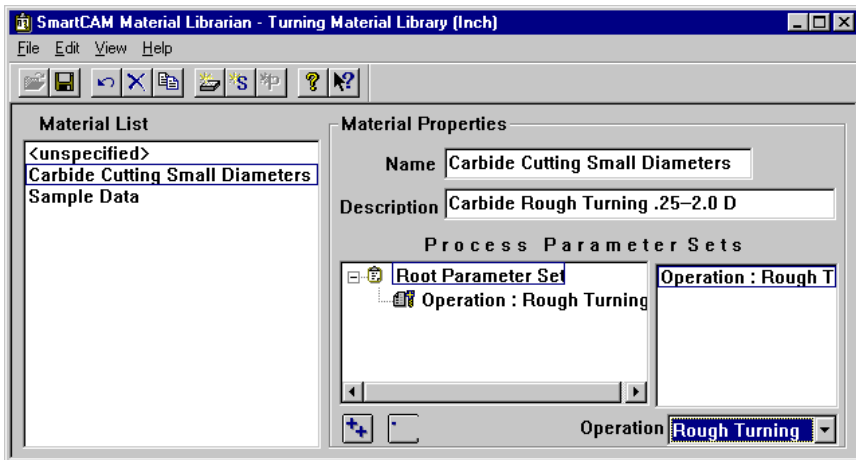 SmartCAM Material Librarian - Turning Material Library (Inch)
File Edit View Help
Material List
<unspecified>
Carbide Cutting Small Diameters
Sample Data
Material Properties
Name Carbide Cutting Small Diameters
Description Carbide Rough Turning .25–2.0 D
Process Parameter Sets
Root Parameter Set
Operation : Rough Turning
Operation : Rough T
Operation Rough Turning